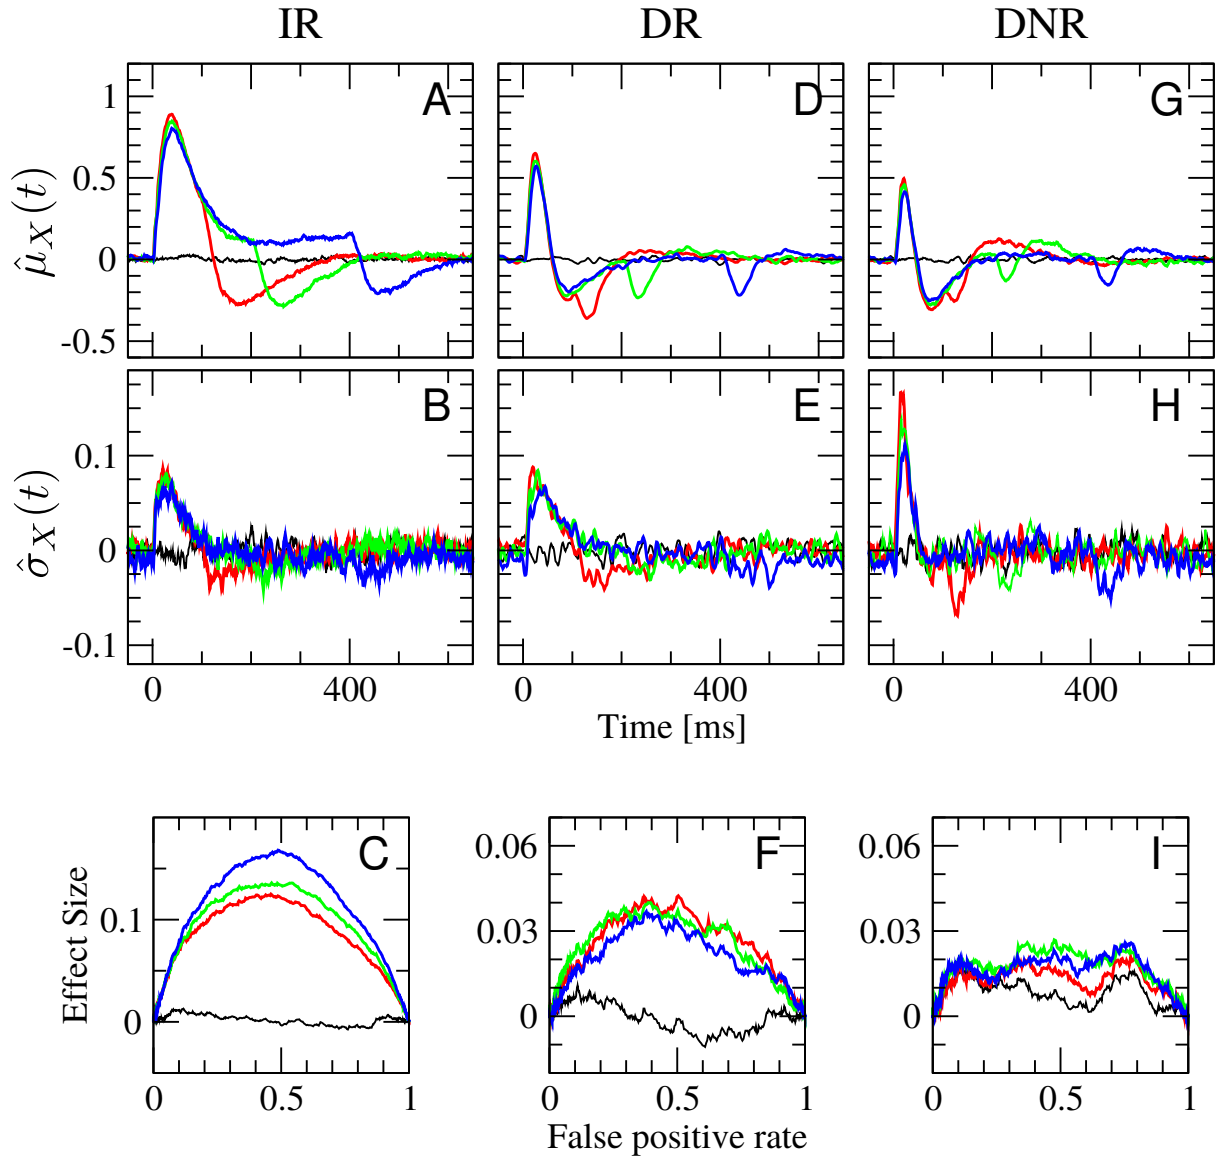 IR DR DNR
A D G
1
0.5
0
-0.5
μ̂_X(t)
B E H
0.1
0
-0.1
σ̂_X(t)
0 400 0 400 0 400
Time [ms]
C F I
0.1
0
Effect Size
0.06
0.03
0
0.06
0.03
0
0 0.5 1 0 0.5 1 0 0.5 1
False positive rate